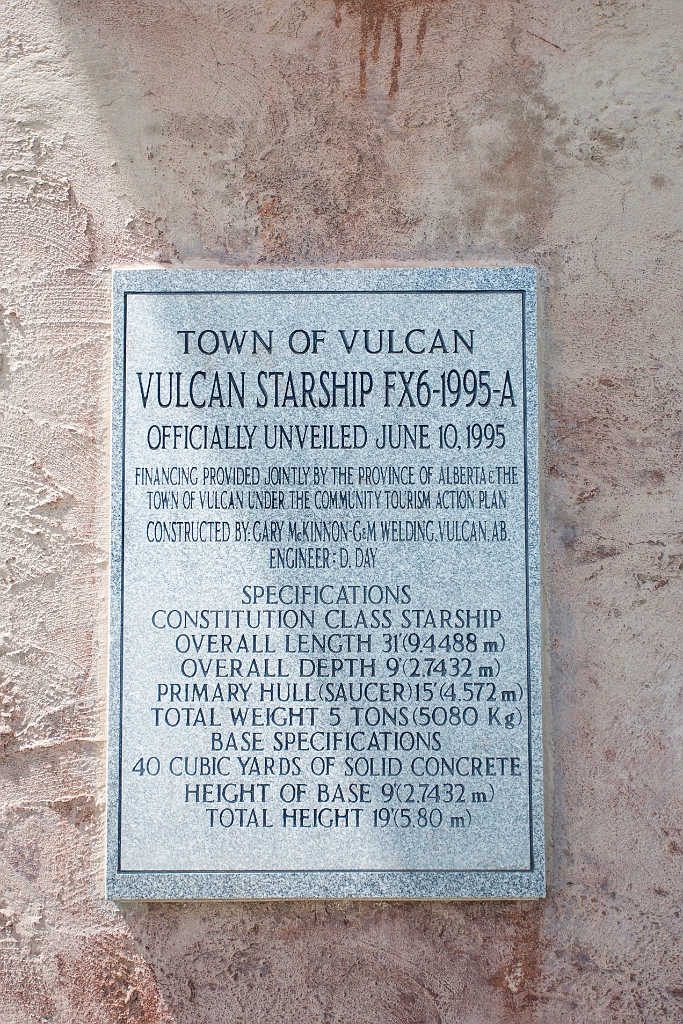 TOWN OF VULCAN
VULCAN STARSHIP FX6-1995-A
OFFICIALLY UNVEILED JUNE 10, 1995
FINANCING PROVIDED JOINTLY BY THE PROVINCE OF ALBERTA & THE
TOWN OF VULCAN UNDER THE COMMUNITY TOURISM ACTION PLAN
CONSTRUCTED BY: GARY McKINNON-G&M WELDING, VULCAN, AB.
ENGINEER: D. DAY
SPECIFICATIONS
CONSTITUTION CLASS STARSHIP
OVERALL LENGTH 31'(9.4488 m)
OVERALL DEPTH 9'(2.7432 m)
PRIMARY HULL (SAUCER) 15'(4.572 m)
TOTAL WEIGHT 5 TONS (5080 Kg)
BASE SPECIFICATIONS
40 CUBIC YARDS OF SOLID CONCRETE
HEIGHT OF BASE 9'(2.7432 m)
TOTAL HEIGHT 19'(5.80 m)